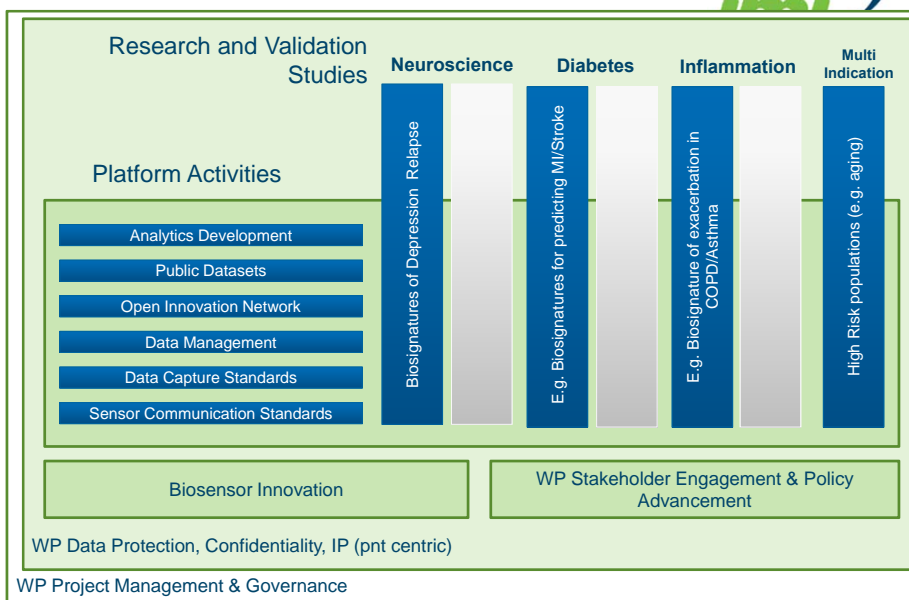 Research and Validation
Studies
Neuroscience
Diabetes
Inflammation
Multi
Indication
Platform Activities
Analytics Development
Public Datasets
Open Innovation Network
Data Management
Data Capture Standards
Sensor Communication Standards
Biosignatures of Depression Relapse
E.g. Biosignatures for predicting MI/Stroke
E.g. Biosignature of exacerbation in
COPD/Asthma
High Risk populations (e.g. aging)
Biosensor Innovation
WP Stakeholder Engagement & Policy
Advancement
WP Data Protection, Confidentiality, IP (pnt centric)
WP Project Management & Governance